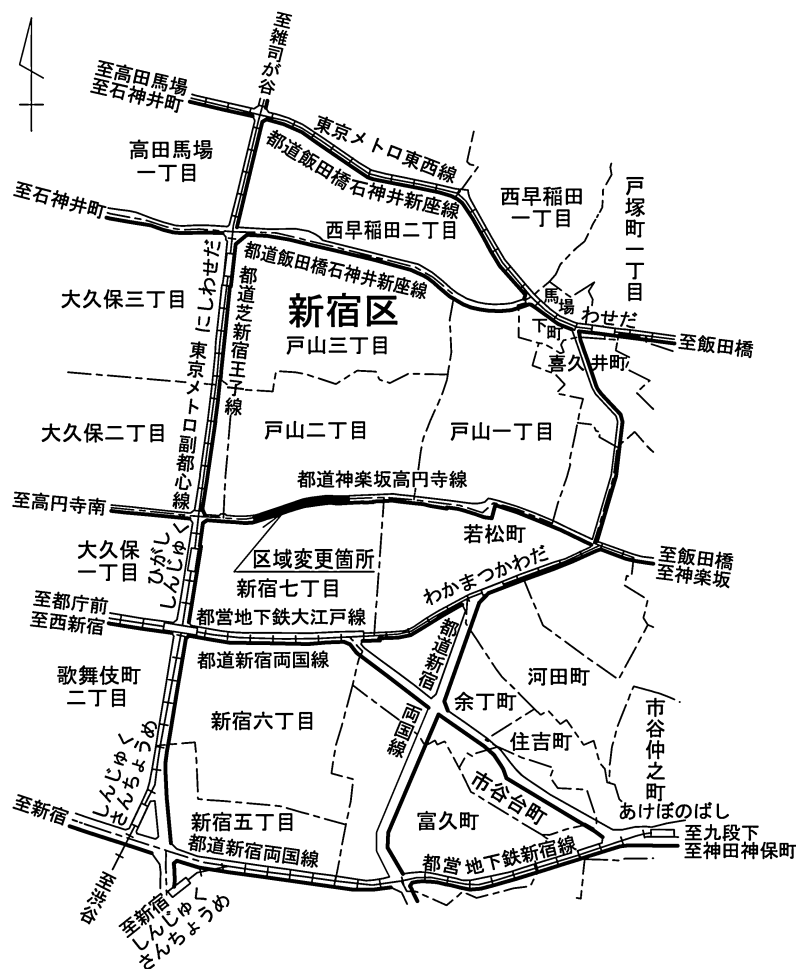 至雑司が谷
至高田馬場
至石神井町
高田馬場
一丁目
東京メトロ東西線
都道飯田橋石神井新座線
西早稲田
一丁目
戸塚町一丁目
至石神井町
西早稲田二丁目
都道飯田橋石神井新座線
にしわせだ
大久保三丁目
新宿区
戸山三丁目
都道芝新宿王子線
馬場
下町
わせだ
至飯田橋
喜久井町
東京メトロ副都心線
大久保二丁目
戸山二丁目
戸山一丁目
都道神楽坂高円寺線
至高円寺南
若松町
大久保
一丁目
ひがし
しんじゅく
区域変更箇所
新宿七丁目
至飯田橋
至神楽坂
わかまつかわだ
至都庁前
至西新宿
都営地下鉄大江戸線
都道新宿両国線
都道新宿
両国線
歌舞伎町
二丁目
新宿六丁目
河田町
余丁町
住吉町
市谷仲之町
市谷台町
しんじゅく
さんちょうめ
至新宿
新宿五丁目
都道新宿両国線
富久町
都営地下鉄新宿線
あけぼのばし
至九段下
至神田神保町
至渋谷
至新宿
しんじゅく
さんちょうめ